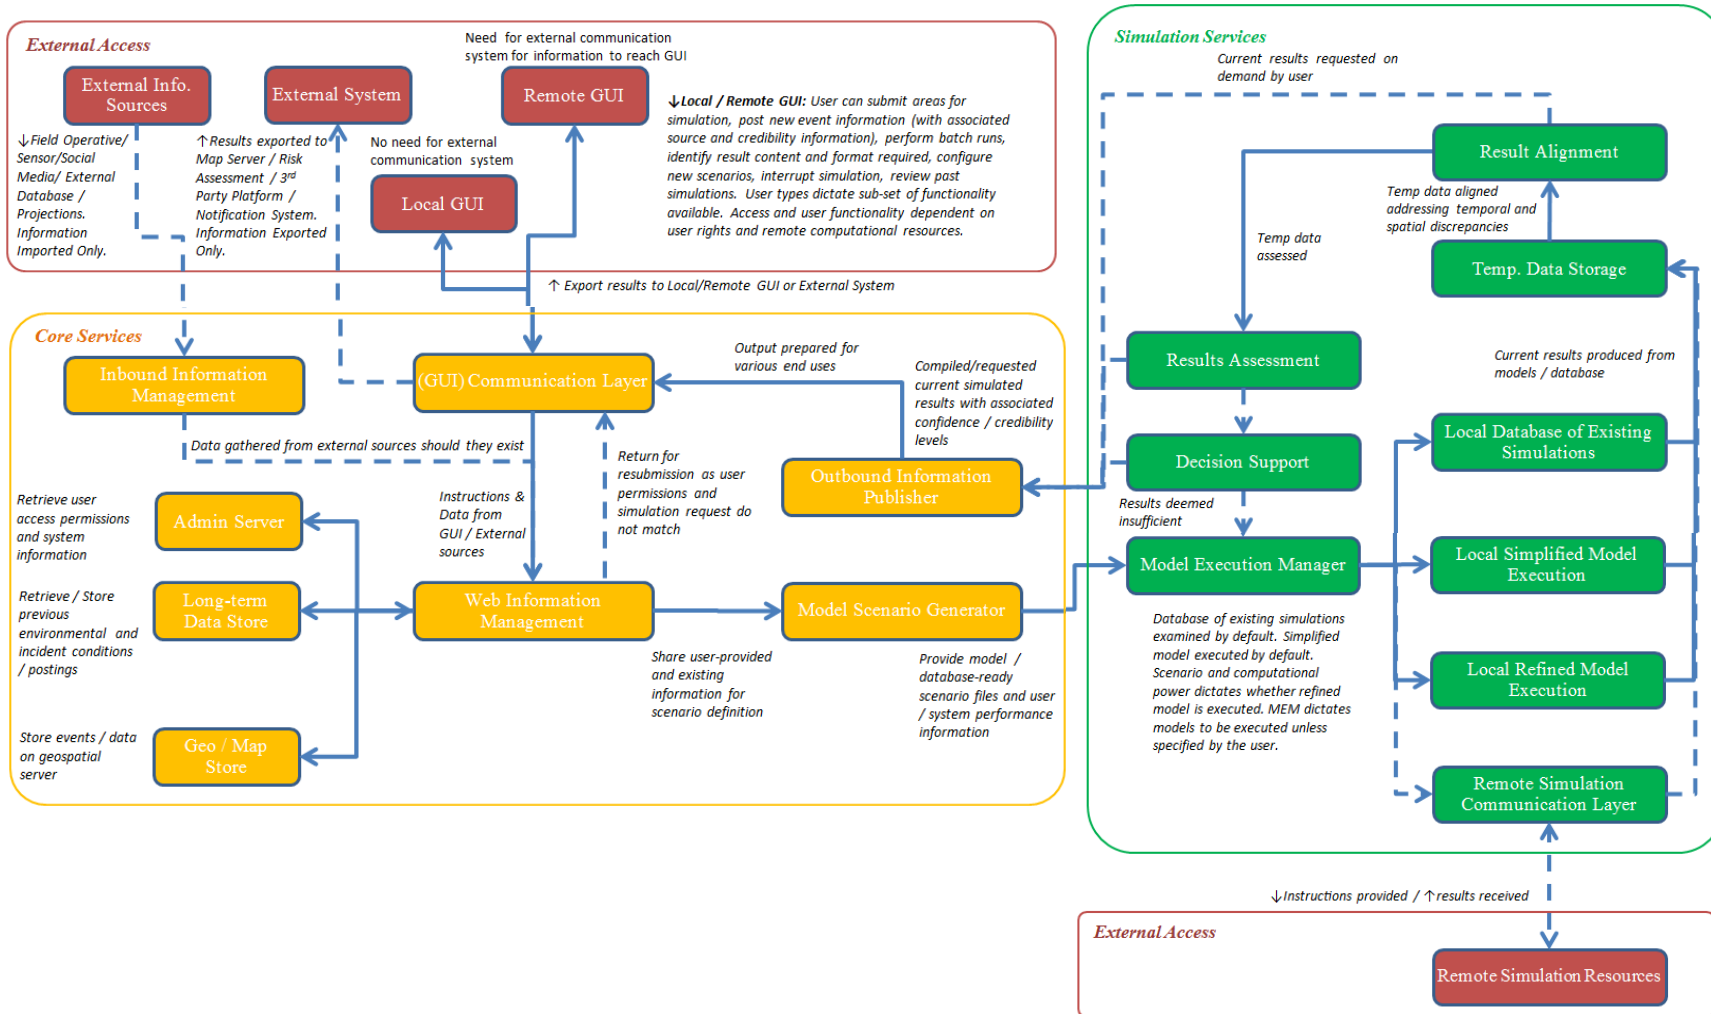 External Access
External Info.
Sources
External System
Need for external communication
system for information to reach GUI
Remote GUI
↓Field Operative/
Sensor/Social
Media/ External
Database /
Projections.
Information
Imported Only.
↑Results exported to
Map Server / Risk
Assessment / 3rd
Party Platform /
Notification System.
Information Exported
Only.
No need for external
communication system
Local GUI
↓Local / Remote GUI: User can submit areas for
simulation, post new event information (with associated
source and credibility information), perform batch runs,
identify result content and format required, configure
new scenarios, interrupt simulation, review past
simulations. User types dictate sub-set of functionality
available. Access and user functionality dependent on
user rights and remote computational resources.
↑ Export results to Local/Remote GUI or External System
Core Services
Inbound Information
Management
(GUI) Communication Layer
Output prepared for
various end uses
Compiled/requested
current simulated
results with associated
confidence / credibility
levels
Data gathered from external sources should they exist
Outbound Information
Publisher
Retrieve user
access permissions
and system
information
Admin Server
Instructions &
Data from
GUI / External
sources
Return for
resubmission as user
permissions and
simulation request do
not match
Retrieve / Store
previous
environmental and
incident conditions
/ postings
Long-term
Data Store
Web Information
Management
Model Scenario Generator
Share user-provided
and existing
information for
scenario definition
Provide model /
database-ready
scenario files and user
/ system performance
information
Store events / data
on geospatial
server
Geo / Map
Store
Simulation Services
Current results requested on
demand by user
Result Alignment
Temp data aligned
addressing temporal and
spatial discrepancies
Temp data
assessed
Temp. Data Storage
Results Assessment
Current results produced from
models / database
Decision Support
Local Database of Existing
Simulations
Results deemed
insufficient
Model Execution Manager
Local Simplified Model
Execution
Database of existing simulations
examined by default. Simplified
model executed by default.
Scenario and computational
power dictates whether refined
model is executed. MEM dictates
models to be executed unless
specified by the user.
Local Refined Model
Execution
Remote Simulation
Communication Layer
↓Instructions provided / ↑results received
External Access
Remote Simulation Resources